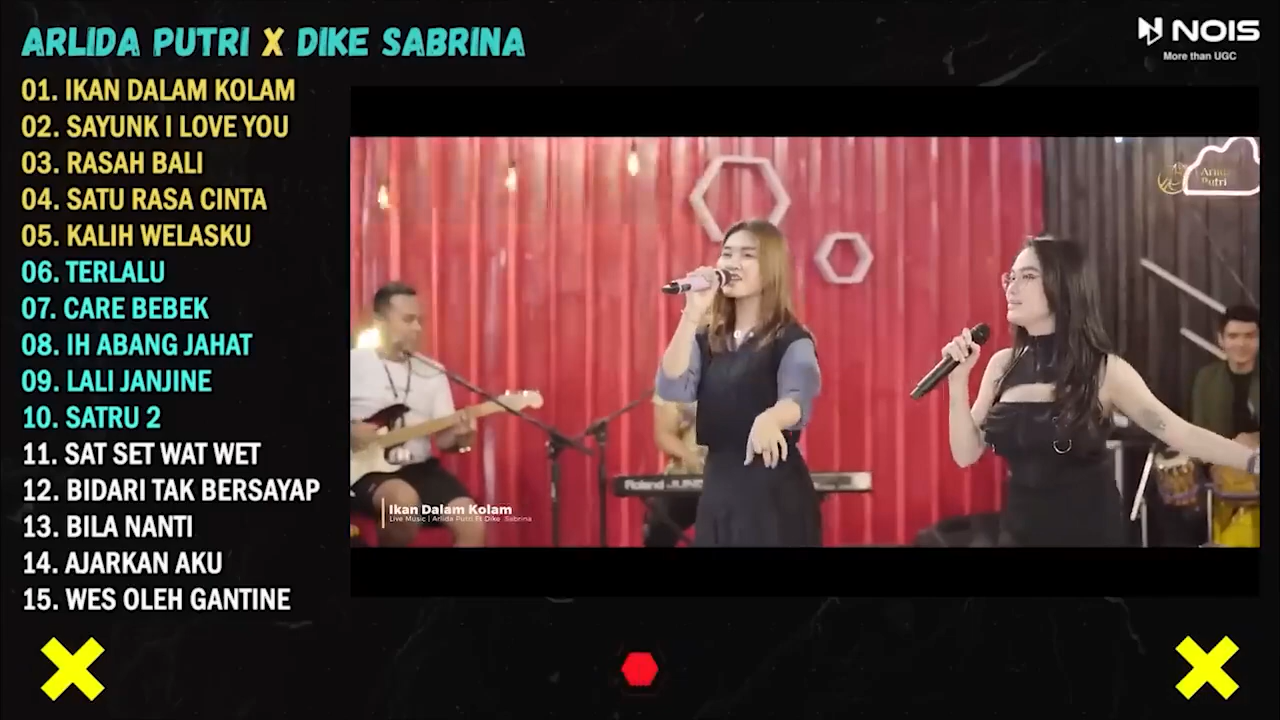 ARLIDA PUTRI X DIKE SABRINA
NOIS
More than UGC
01. IKAN DALAM KOLAM
02. SAYUNK I LOVE YOU
03. RASAH BALI
04. SATU RASA CINTA
05. KALIH WELASKU
06. TERLALU
07. CARE BEBEK
08. IH ABANG JAHAT
09. LALI JANJINE
10. SATRU 2
11. SAT SET WAT WET
12. BIDARI TAK BERSAYAP
13. BILA NANTI
14. AJARKAN AKU
15. WES OLEH GANTINE
Arlida
Putri
Roland JUNO
Ikan Dalam Kolam
Live Music | Arlida Putri Ft Dike Sabrina